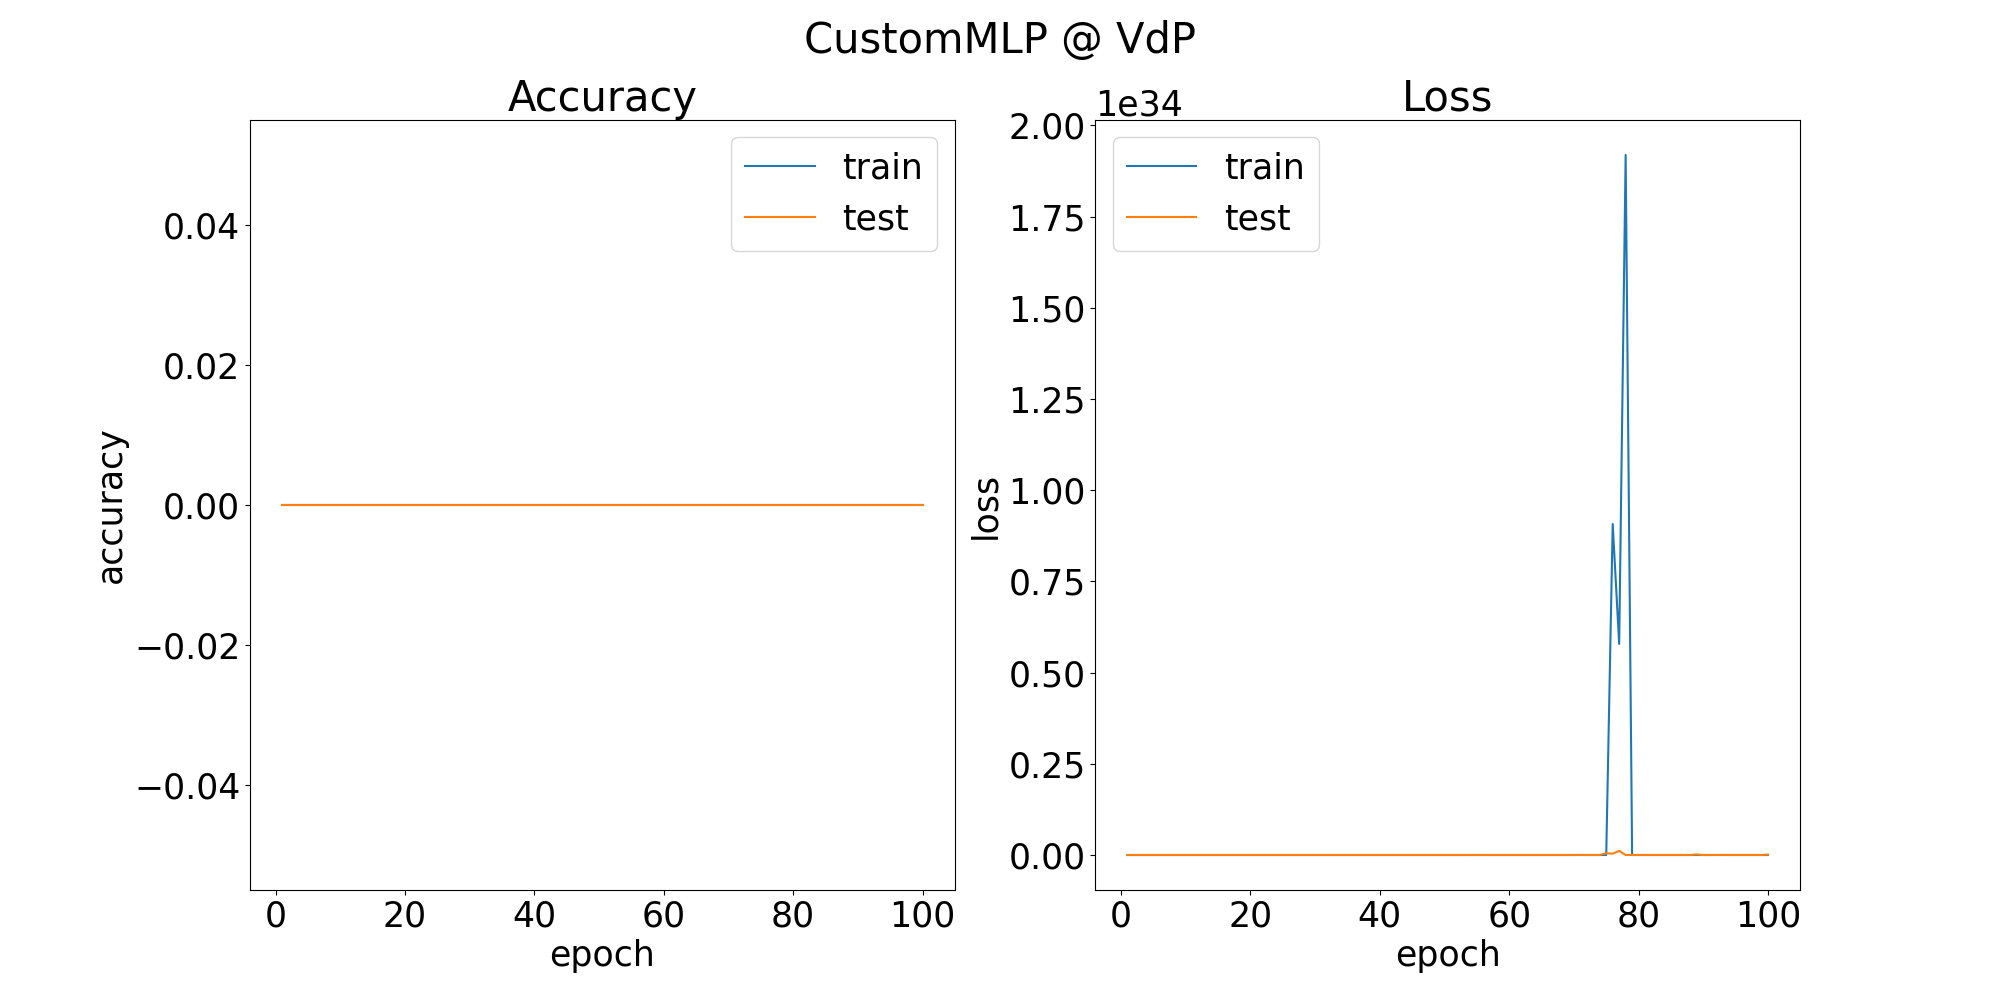 CustomMLP @ VdP
Accuracy
train
test
0.04
0.02
0.00
−0.02
−0.04
accuracy
0 20 40 60 80 100
epoch
Loss
1e34
train
test
2.00
1.75
1.50
1.25
1.00
0.75
0.50
0.25
0.00
loss
0 20 40 60 80 100
epoch